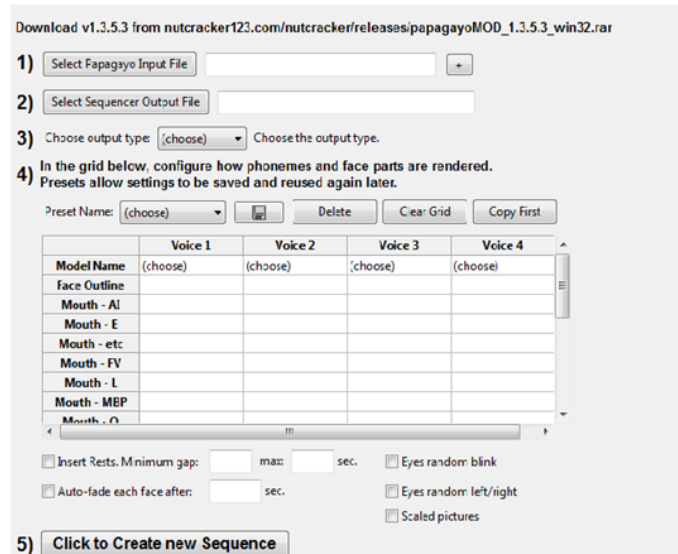 Download v1.3.5.3 from nutcracker123.com/nutcracker/releases/papagayoMOD_1.3.5.3_win32.rar
1) Select Papagayo Input File +
2) Select Sequencer Output File
3) Choose output type: (choose) Choose the output type.
4) In the grid below, configure how phonemes and face parts are rendered.
Presets allow settings to be saved and reused again later.
Preset Name: (choose) Delete Clear Grid Copy First
Voice 1 Voice 2 Voice 3 Voice 4
Model Name (choose) (choose) (choose) (choose)
Face Outline
Mouth - AI
Mouth - E
Mouth - etc
Mouth - FV
Mouth - L
Mouth - MBP
Mouth - O
Insert Rests. Minimum gap: max: sec. Eyes random blink
Auto-fade each face after: sec. Eyes random left/right
Scaled pictures
5) Click to Create new Sequence